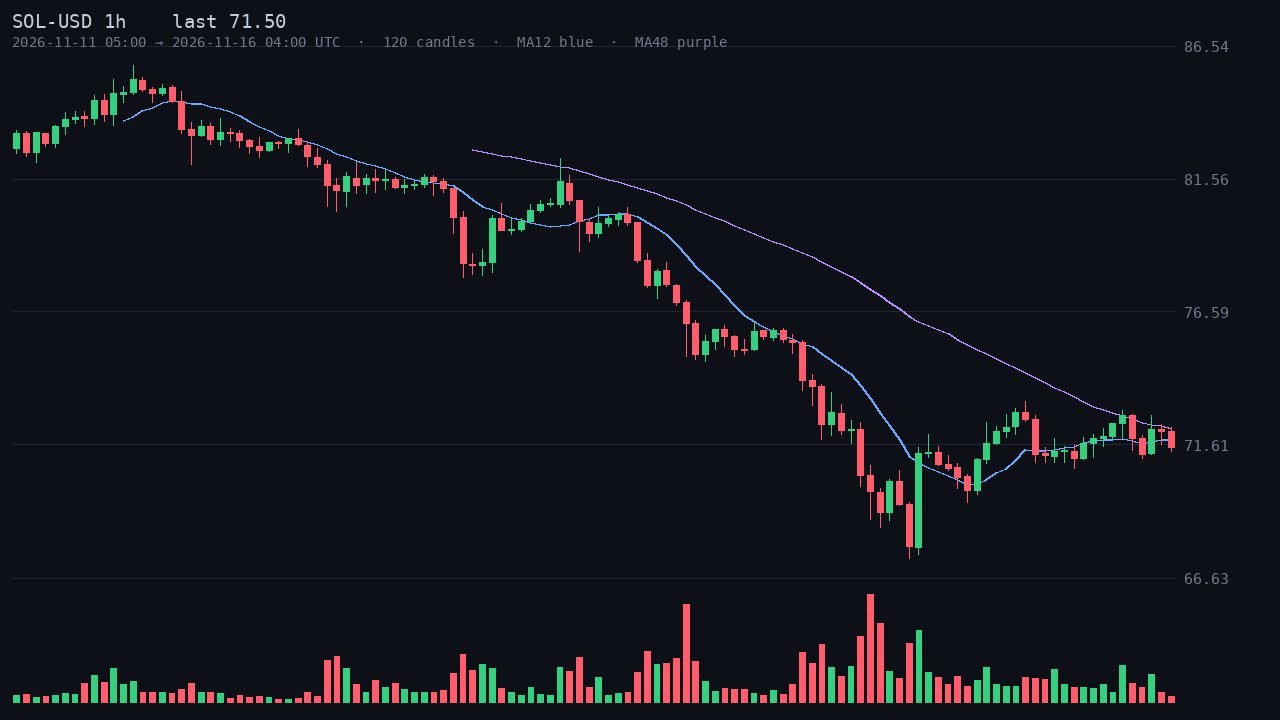 SOL-USD 1h    last 71.50
2026-11-11 05:00 → 2026-11-16 04:00 UTC  ·  120 candles  ·  MA12 blue  ·  MA48 purple
86.54
81.56
76.59
71.61
66.63